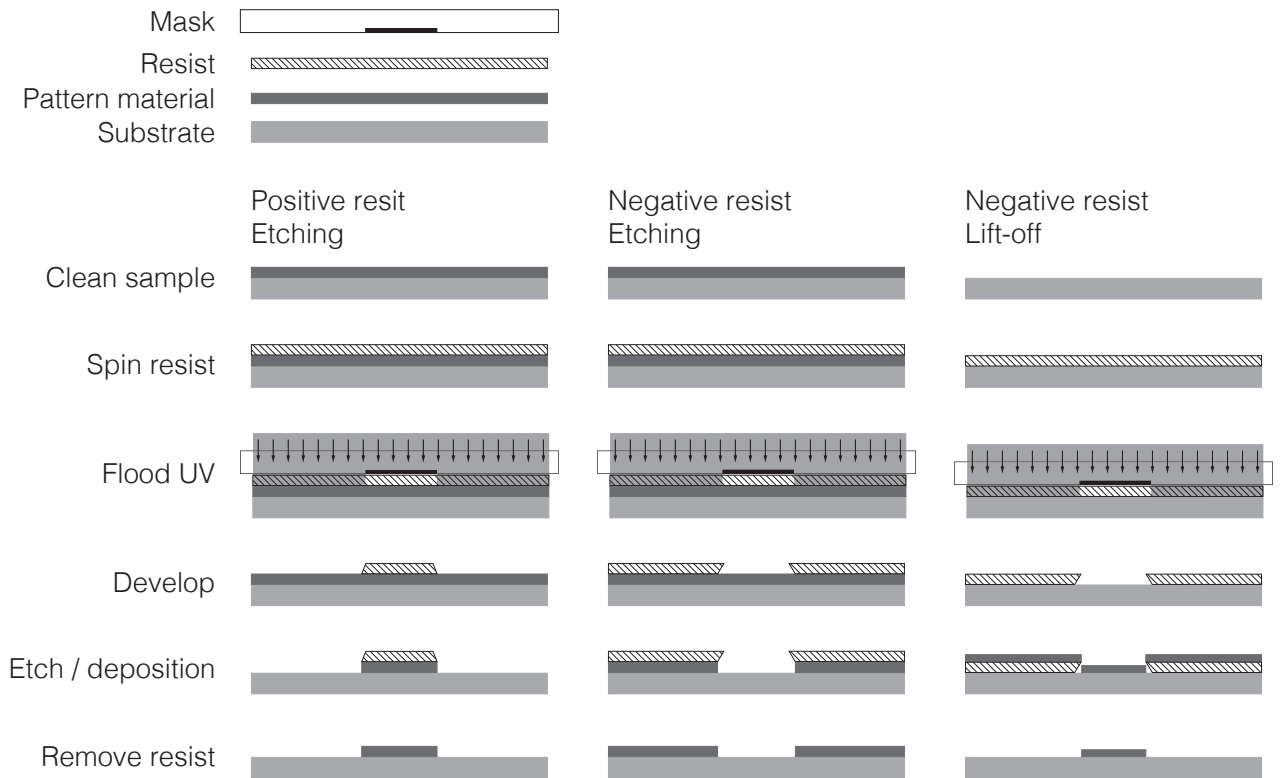 Mask
Resist
Pattern material
Substrate
Positive resit
Etching
Negative resist
Etching
Negative resist
Lift-off
Clean sample
Spin resist
Flood UV
Develop
Etch / deposition
Remove resist